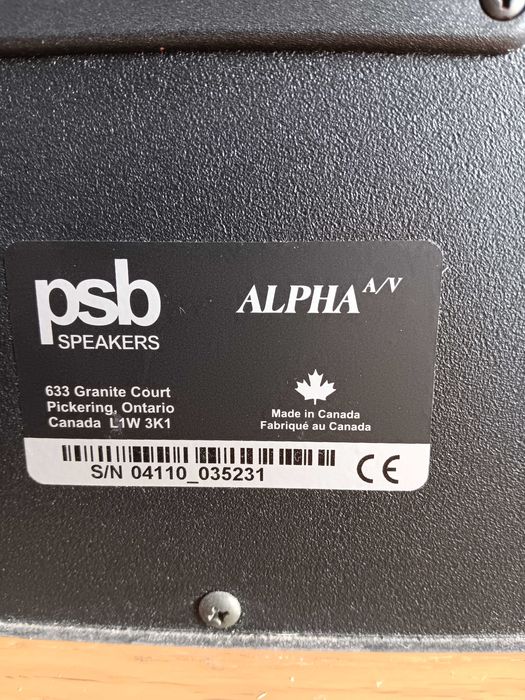 psb
SPEAKERS
ALPHA A/V
633 Granite Court
Pickering, Ontario
Canada L1W 3K1
Made in Canada
Fabriqué au Canada
S/N 04110_035231
CE